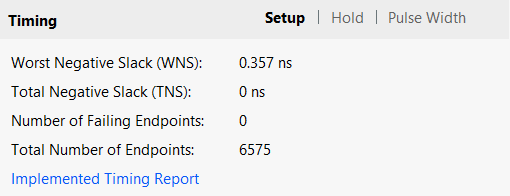 Timing Setup | Hold | Pulse Width
Worst Negative Slack (WNS): 0.357 ns
Total Negative Slack (TNS): 0 ns
Number of Failing Endpoints: 0
Total Number of Endpoints: 6575
Implemented Timing Report